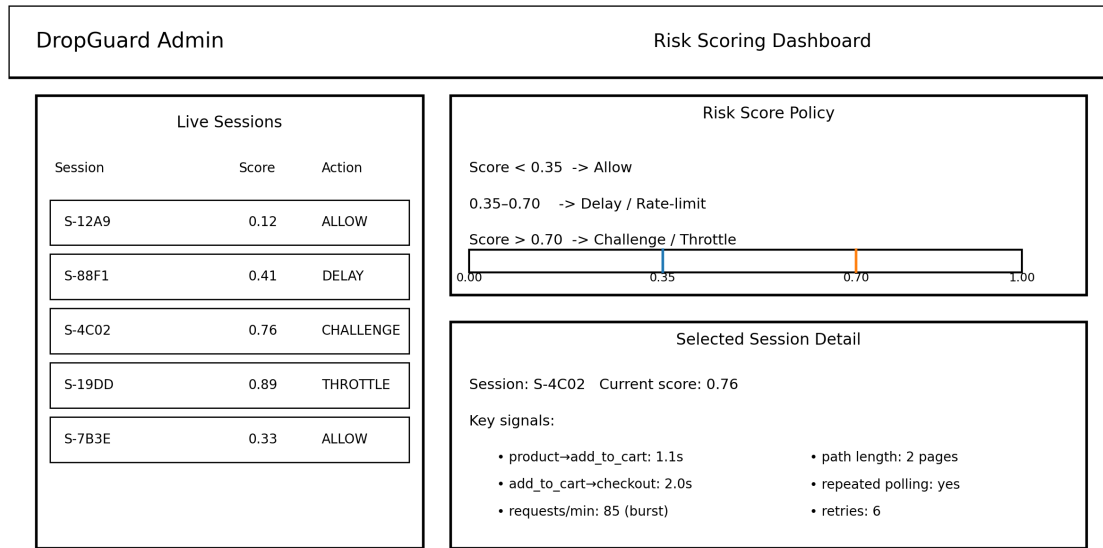 DropGuard Admin
Risk Scoring Dashboard
Live Sessions
Session Score Action
S-12A9 0.12 ALLOW
S-88F1 0.41 DELAY
S-4C02 0.76 CHALLENGE
S-19DD 0.89 THROTTLE
S-7B3E 0.33 ALLOW
Risk Score Policy
Score < 0.35 -> Allow
0.35–0.70 -> Delay / Rate-limit
Score > 0.70 -> Challenge / Throttle
0.00 0.35 0.70 1.00
Selected Session Detail
Session: S-4C02 Current score: 0.76
Key signals:
• product→add_to_cart: 1.1s
• add_to_cart→checkout: 2.0s
• requests/min: 85 (burst)
• path length: 2 pages
• repeated polling: yes
• retries: 6